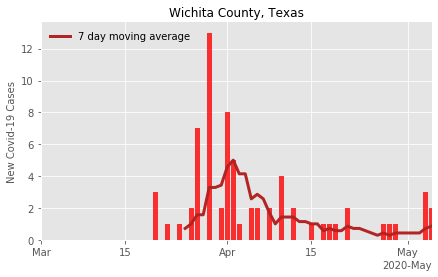 Wichita County, Texas
7 day moving average
New Covid-19 Cases
12
10
8
6
4
2
0
Mar
15
Apr
15
May
2020-May